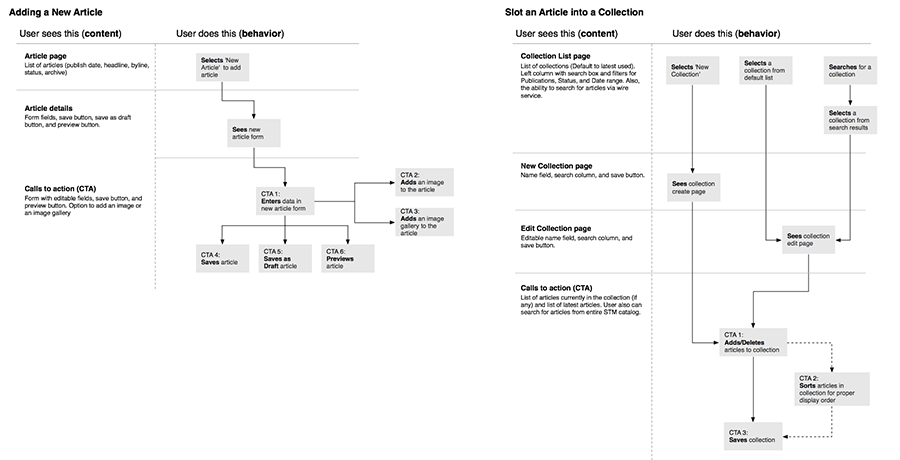 Adding a New Article
User sees this (content)
User does this (behavior)
Article page
List of articles (publish date, headline, byline,
status, archive)
Selects 'New
Article' to add
article
Article details
Form fields, save button, save as draft
button, and preview button.
Sees new
article form
Calls to action (CTA)
Form with editable fields, save button, and
preview button. Option to add an image or
an image gallery
CTA 1:
Enters data in
new article form
CTA 2:
Adds an image
to the article
CTA 3:
Adds an image
gallery to the
article
CTA 4:
Saves article
CTA 5:
Saves as
Draft article
CTA 6:
Previews
article
Slot an Article into a Collection
User sees this (content)
User does this (behavior)
Collection List page
List of collections (Default to latest used).
Left column with search box and filters for
Publications, Status, and Date range. Also,
the ability to search for articles via wire
service.
Selects 'New
Collection'
Selects a
collection from
default list
Searches for a
collection
Selects a
collection from
search results
New Collection page
Name field, search column, and save button.
Sees collection
create page
Edit Collection page
Editable name field, search column, and
save button.
Sees collection
edit page
Calls to action (CTA)
List of articles currently in the collection (if
any) and list of latest articles. User also can
search for articles from entire STM catalog.
CTA 1:
Adds/Deletes
articles to collection
CTA 2:
Sorts articles in
collection for proper
display order
CTA 3:
Saves collection